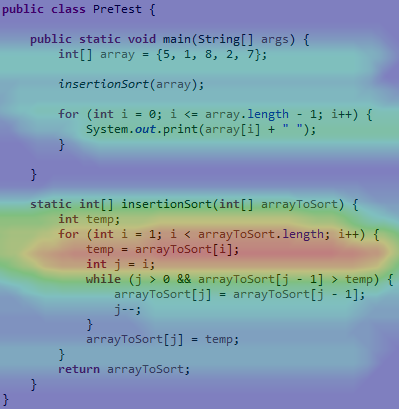 public class PreTest {
public static void main(String[] args) {
int[] array = {5, 1, 8, 2, 7};
insertionSort(array);
for (int i = 0; i <= array.length - 1; i++) {
System.out.print(array[i] + " ");
}
}
static int[] insertionSort(int[] arrayToSort) {
int temp;
for (int i = 1; i < arrayToSort.length; i++) {
temp = arrayToSort[i];
int j = i;
while (j > 0 && arrayToSort[j - 1] > temp) {
arrayToSort[j] = arrayToSort[j - 1];
j--;
}
arrayToSort[j] = temp;
}
return arrayToSort;
}
}